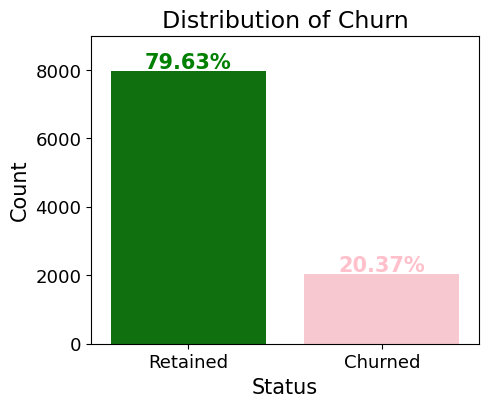 Distribution of Churn
79.63%
20.37%
8000
6000
4000
2000
0
Count
Retained
Churned
Status